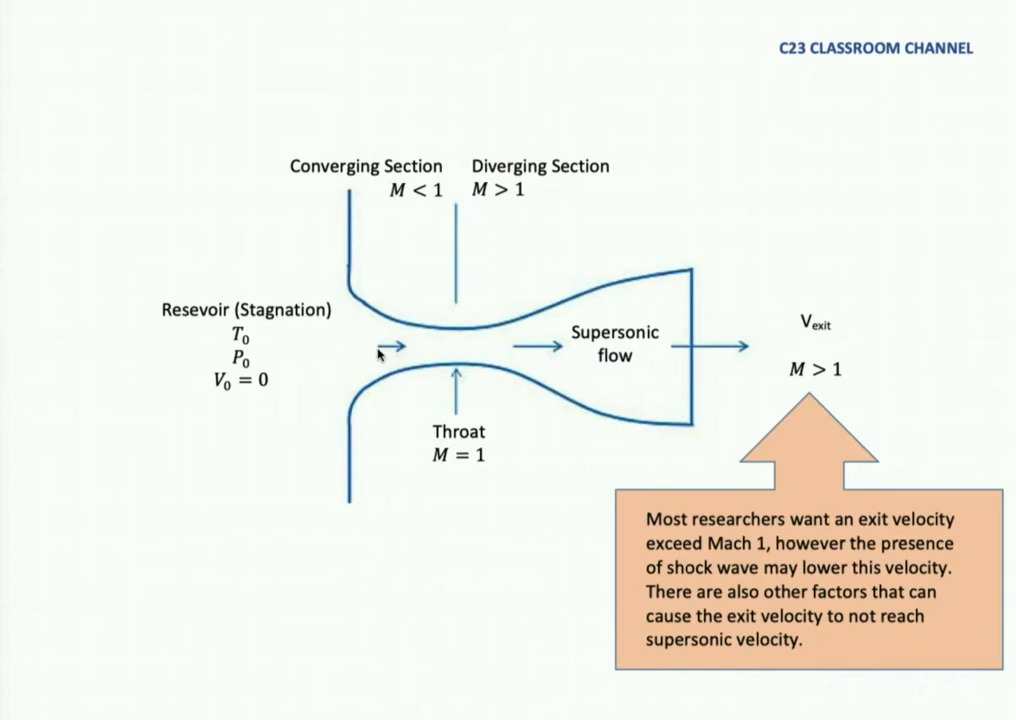 C23 CLASSROOM CHANNEL
Converging Section
M < 1
Diverging Section
M > 1
Resevoir (Stagnation)
T₀
P₀
V₀ = 0
Supersonic
flow
Throat
M = 1
Vₑₓᵢₜ
M > 1
Most researchers want an exit velocity
exceed Mach 1, however the presence
of shock wave may lower this velocity.
There are also other factors that can
cause the exit velocity to not reach
supersonic velocity.